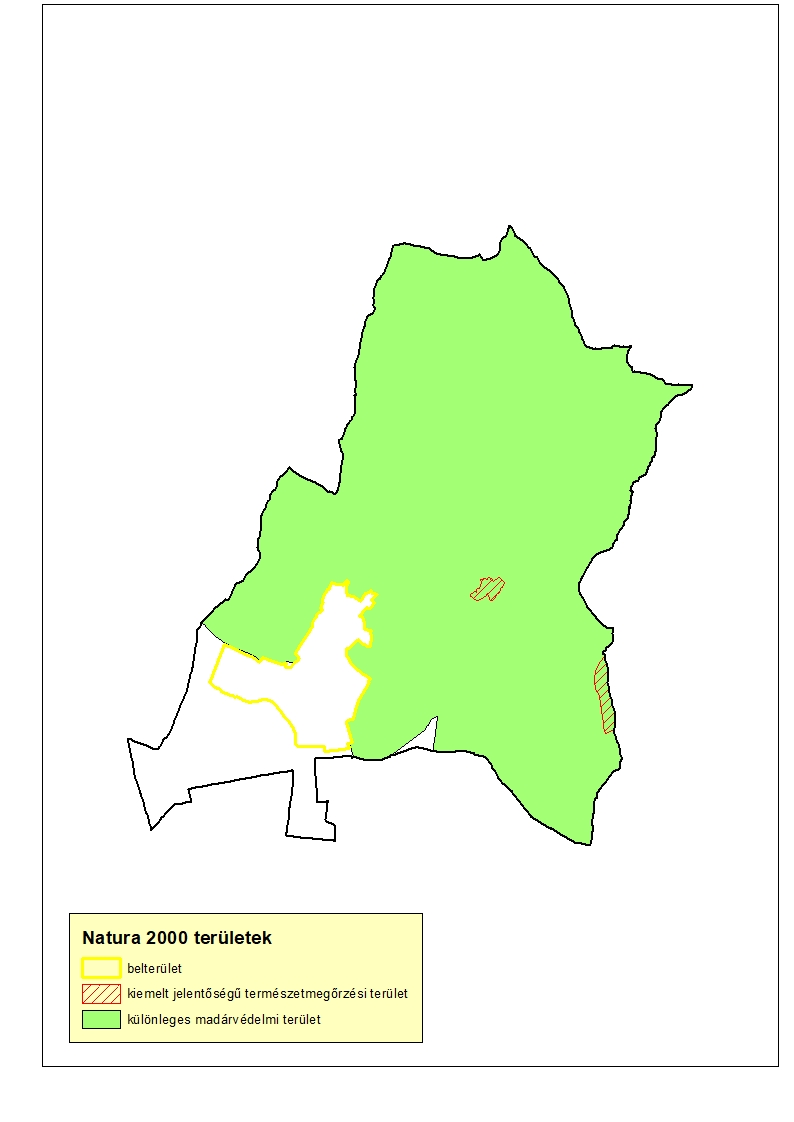 Natura 2000 területek
belterület
kiemelt jelentőségű természetmegőrzési terület
különleges madárvédelmi terület